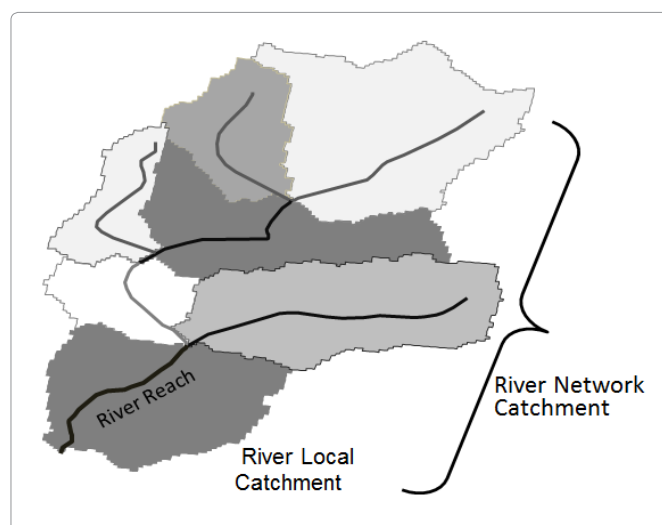 River Reach
River Network
Catchment
River Local
Catchment